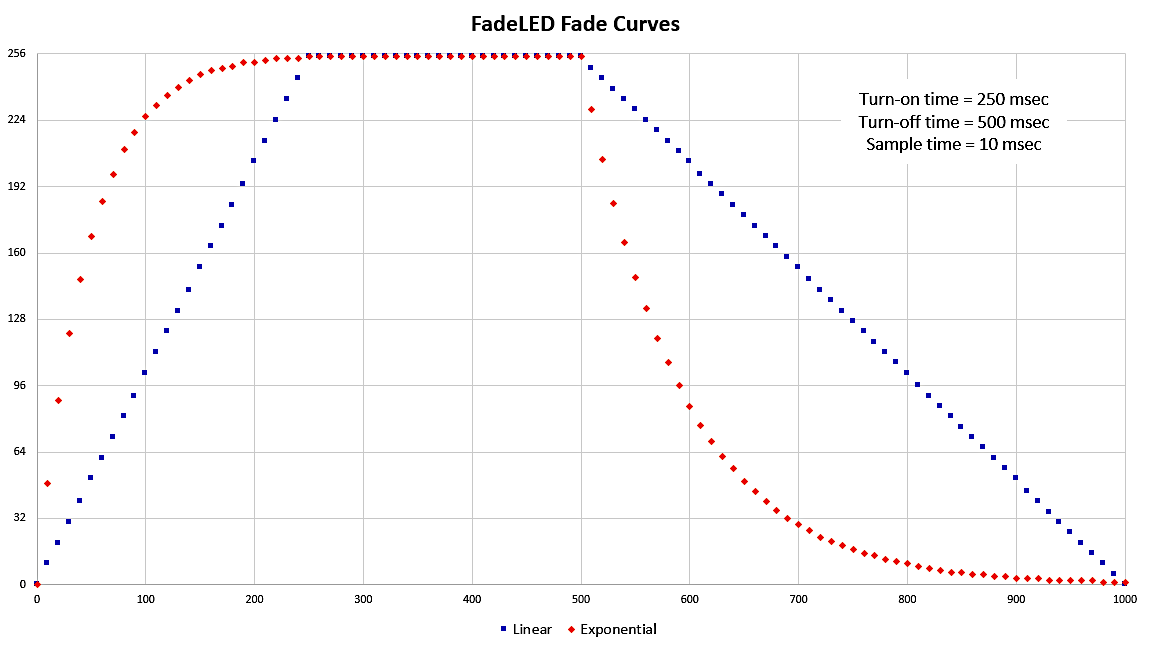 FadeLED Fade Curves
256
224
192
160
128
96
64
32
0
Turn-on time = 250 msec
Turn-off time = 500 msec
Sample time = 10 msec
0 100 200 300 400 500 600 700 800 900 1000
Linear Exponential